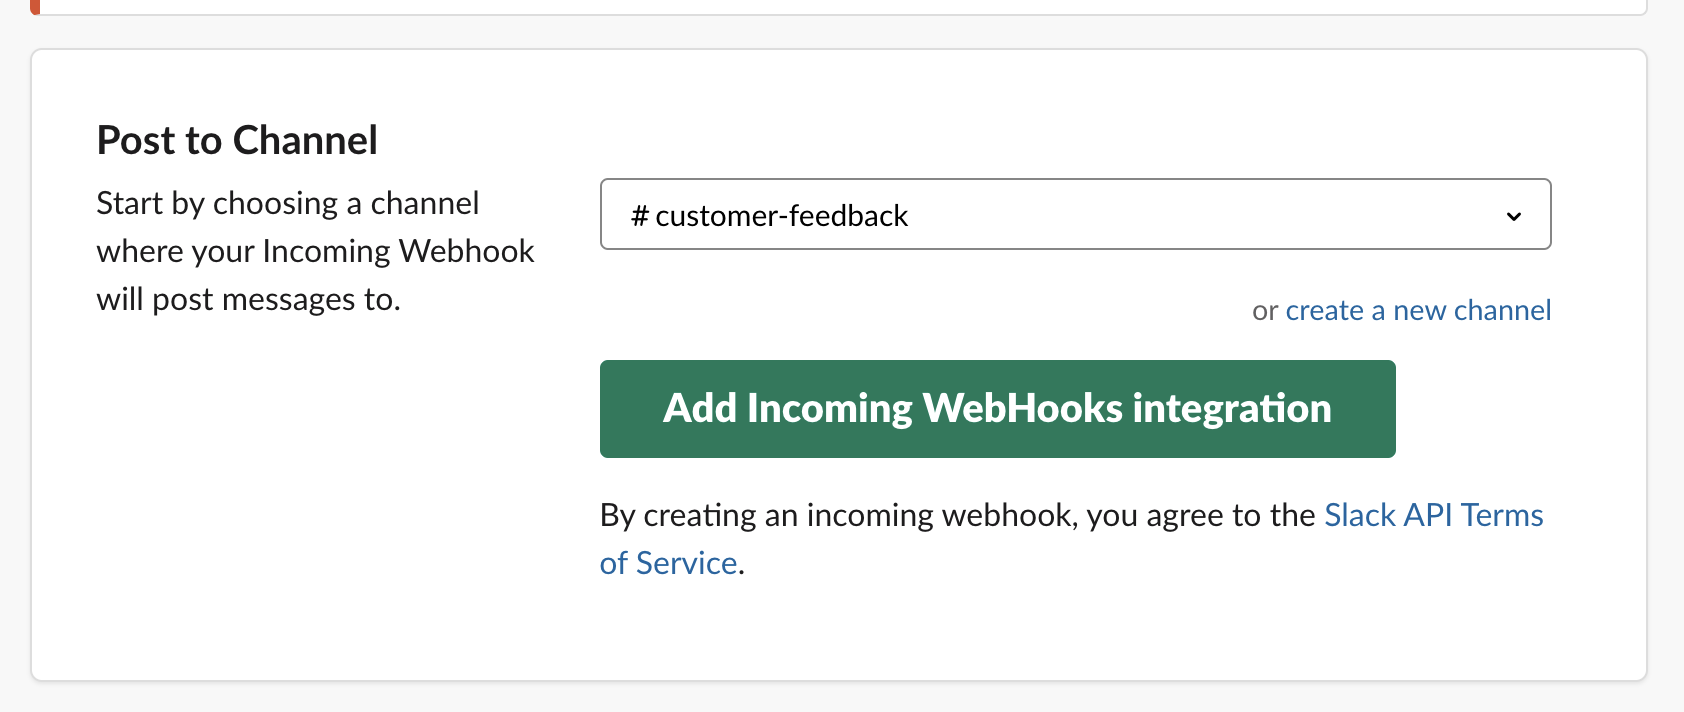 Post to Channel
Start by choosing a channel
where your Incoming Webhook
will post messages to.
# customer-feedback
or create a new channel
Add Incoming WebHooks integration
By creating an incoming webhook, you agree to the Slack API Terms
of Service.